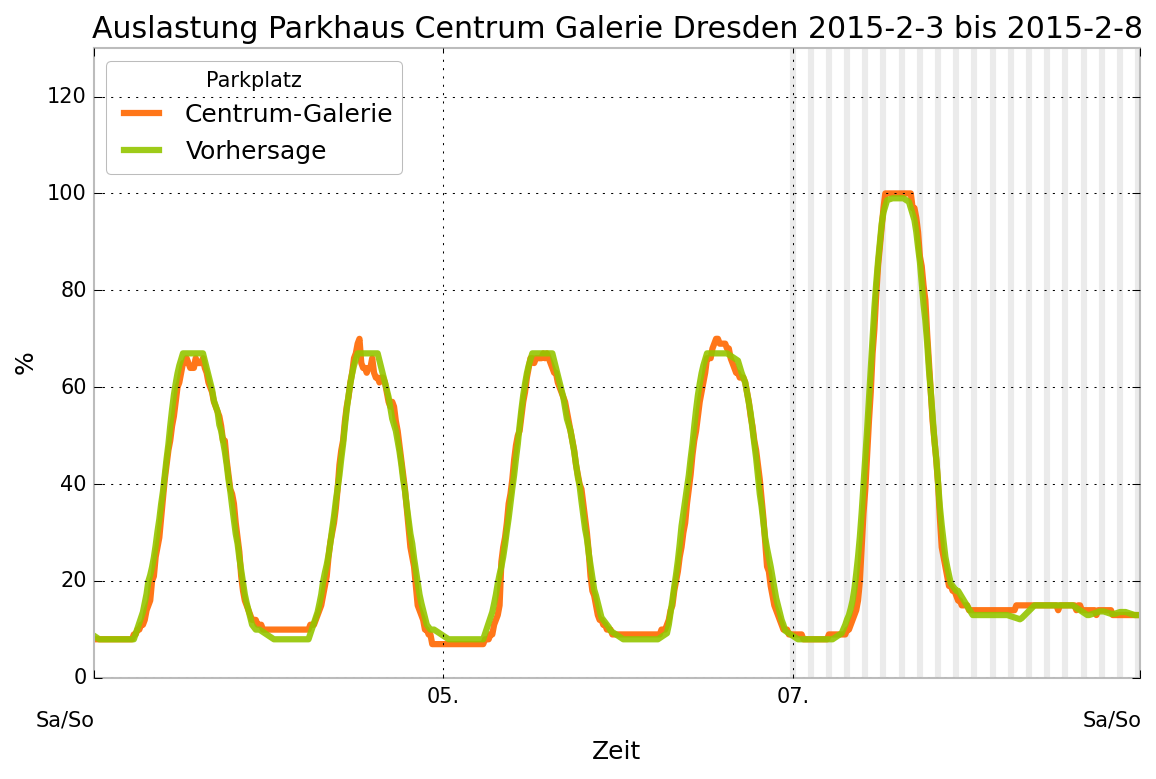 Auslastung Parkhaus Centrum Galerie Dresden 2015-2-3 bis 2015-2-8
Parkplatz
Centrum-Galerie
Vorhersage
%
120
100
80
60
40
20
0
05.
07.
Sa/So
Sa/So
Zeit